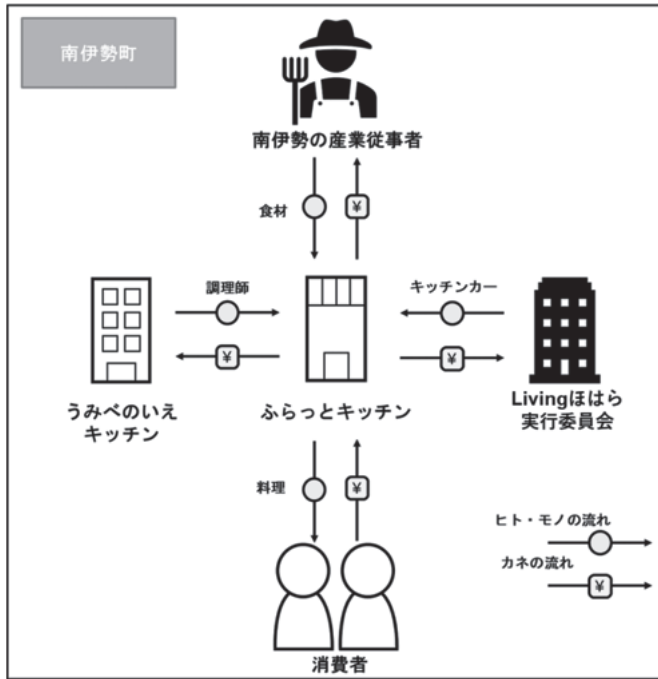 南伊勢町
南伊勢の産業従事者
食材
¥
調理師
キッチンカー
¥
¥
うみべのいえ
キッチン
ふらっとキッチン
Livingほはら
実行委員会
料理
¥
ヒト・モノの流れ
カネの流れ
¥
消費者